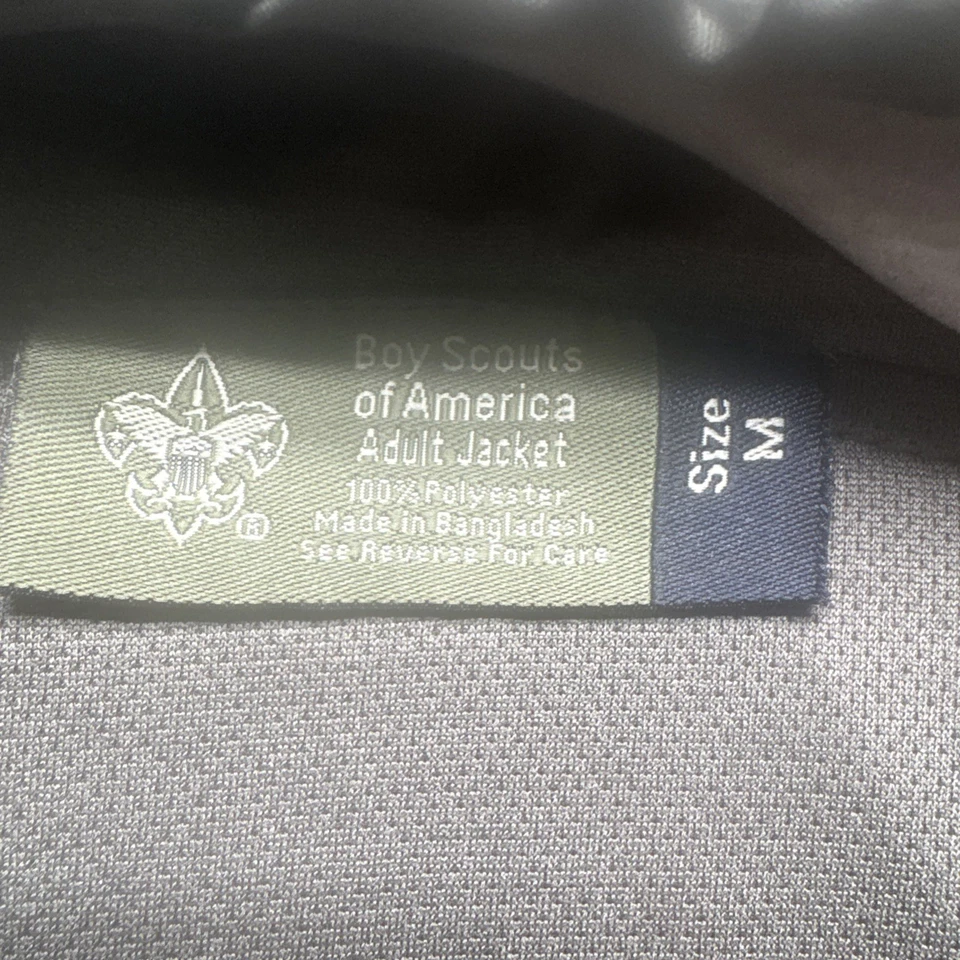 Boy Scouts
of America
Adult Jacket
100% Polyester
Made in Bangladesh
See Reverse For Care
®
Size
M